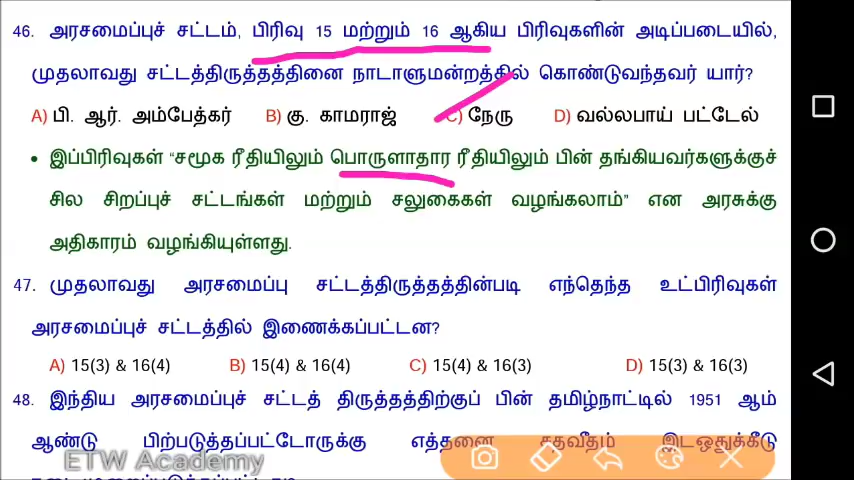 46. அரசமைப்புச் சட்டம், பிரிவு 15 மற்றும் 16 ஆகிய பிரிவுகளின் அடிப்படையில்,
முதலாவது சட்டத்திருத்தத்தினை நாடாளுமன்றத்தில் கொண்டுவந்தவர் யார்?
A) பி. ஆர். அம்பேத்கர் B) கு. காமராஜ் C) நேரு D) வல்லபாய் பட்டேல்
• இப்பிரிவுகள் “சமூக ரீதியிலும் பொருளாதார ரீதியிலும் பின் தங்கியவர்களுக்குச்
சில சிறப்புச் சட்டங்கள் மற்றும் சலுகைகள் வழங்கலாம்” என அரசுக்கு
அதிகாரம் வழங்கியுள்ளது.
47. முதலாவது அரசமைப்பு சட்டத்திருத்தத்தின்படி எந்தெந்த உட்பிரிவுகள்
அரசமைப்புச் சட்டத்தில் இணைக்கப்பட்டன?
A) 15(3) & 16(4) B) 15(4) & 16(4) C) 15(4) & 16(3) D) 15(3) & 16(3)
48. இந்திய அரசமைப்புச் சட்டத் திருத்தத்திற்குப் பின் தமிழ்நாட்டில் 1951 ஆம்
ஆண்டு பிற்படுத்தப்பட்டோருக்கு எத்தனை சதவீதம் இடஒதுக்கீடு
ETW Academy